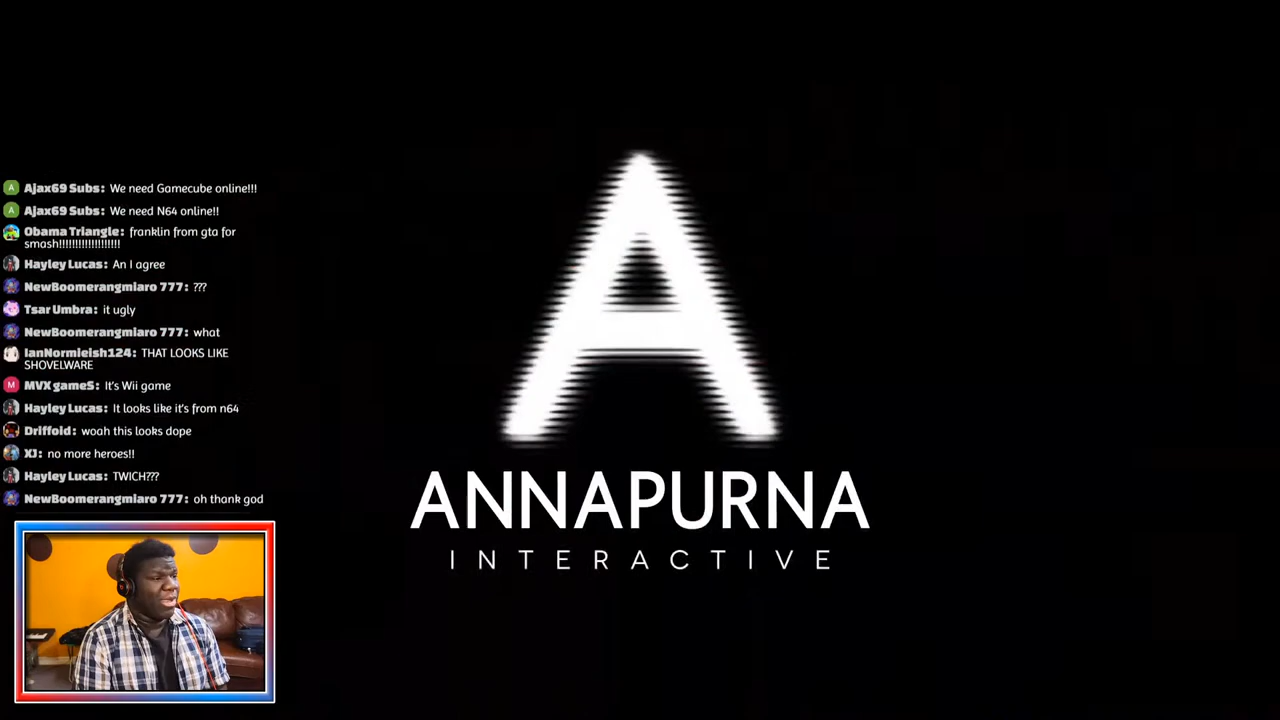 A Ajax69 Subs: We need Gamecube online!!!
A Ajax69 Subs: We need N64 online!!
Obama Triangle: franklin from gta for
smash!!!!!!!!!!!!!!!!!!!
Hayley Lucas: An I agree
NewBoomerangmiaro 777: ???
Tsar Umbra: it ugly
NewBoomerangmiaro 777: what
IanNormieish124: THAT LOOKS LIKE
SHOVELWARE
M MVX gameS: It's Wii game
Hayley Lucas: It looks like it's from n64
Driffoid: woah this looks dope
XJ: no more heroes!!
Hayley Lucas: TWICH???
NewBoomerangmiaro 777: oh thank god
A
ANNAPURNA
INTERACTIVE